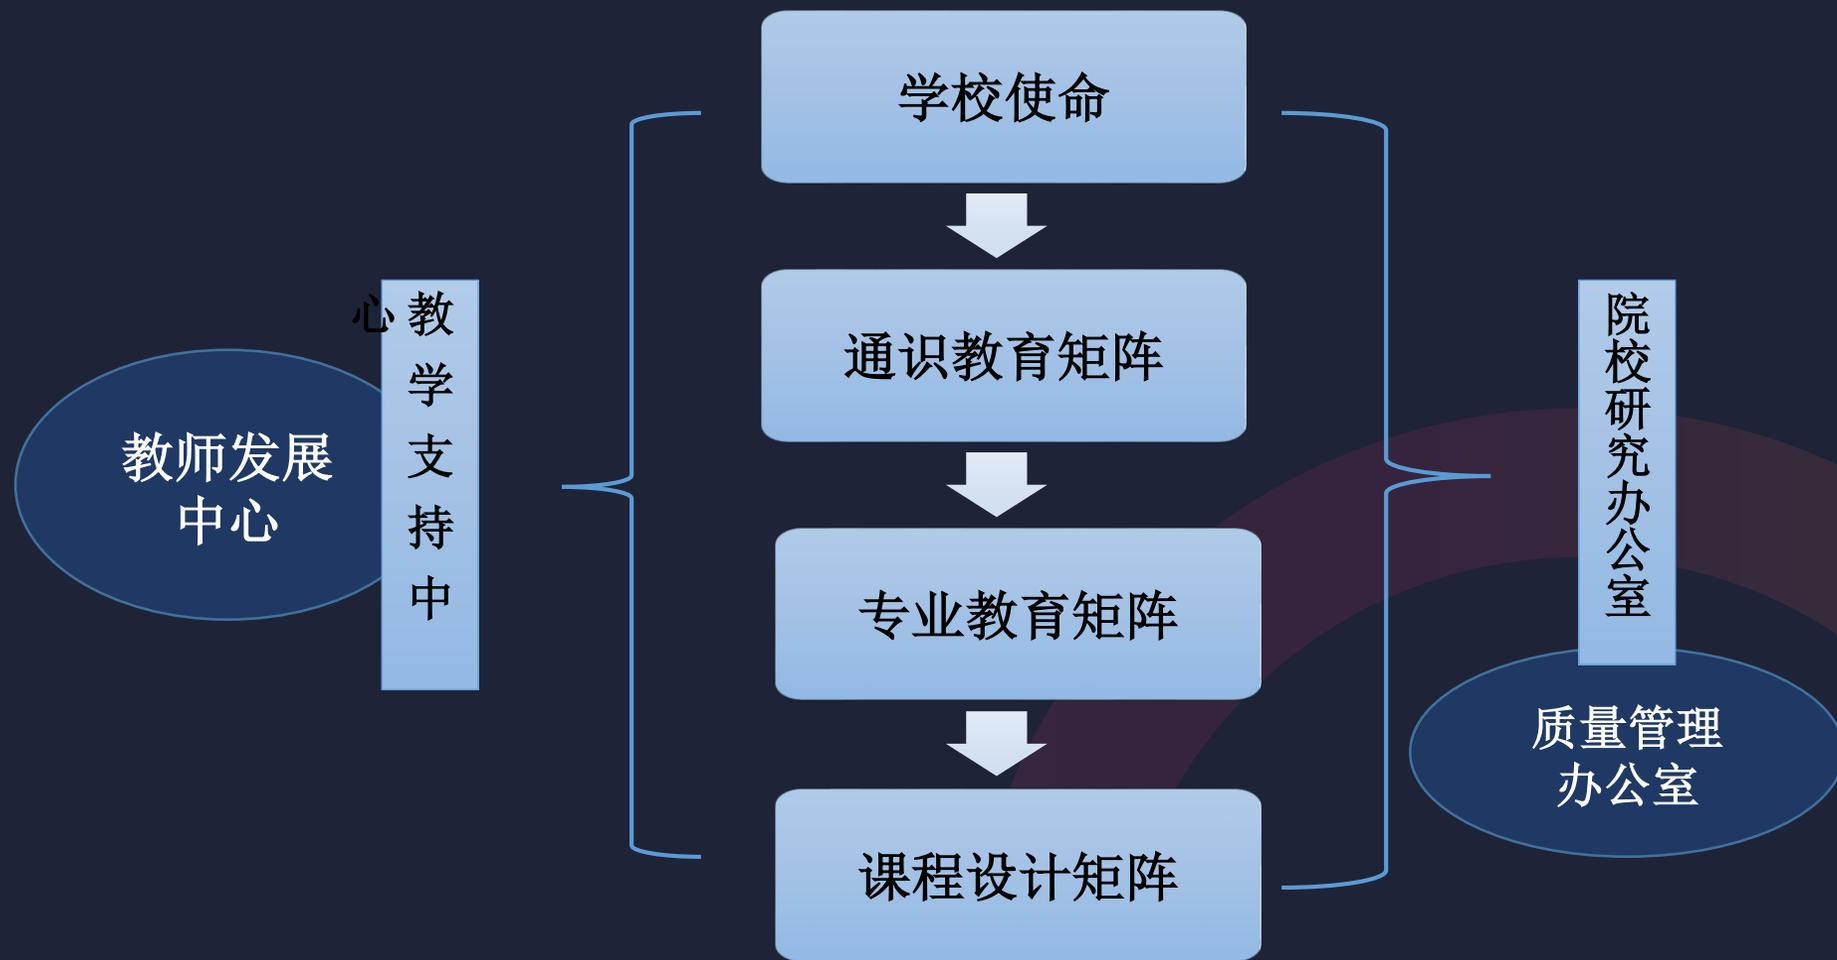 学校使命
通识教育矩阵
专业教育矩阵
课程设计矩阵
教师发展
中心
教学支持中
心
院校研究办公室
质量管理
办公室